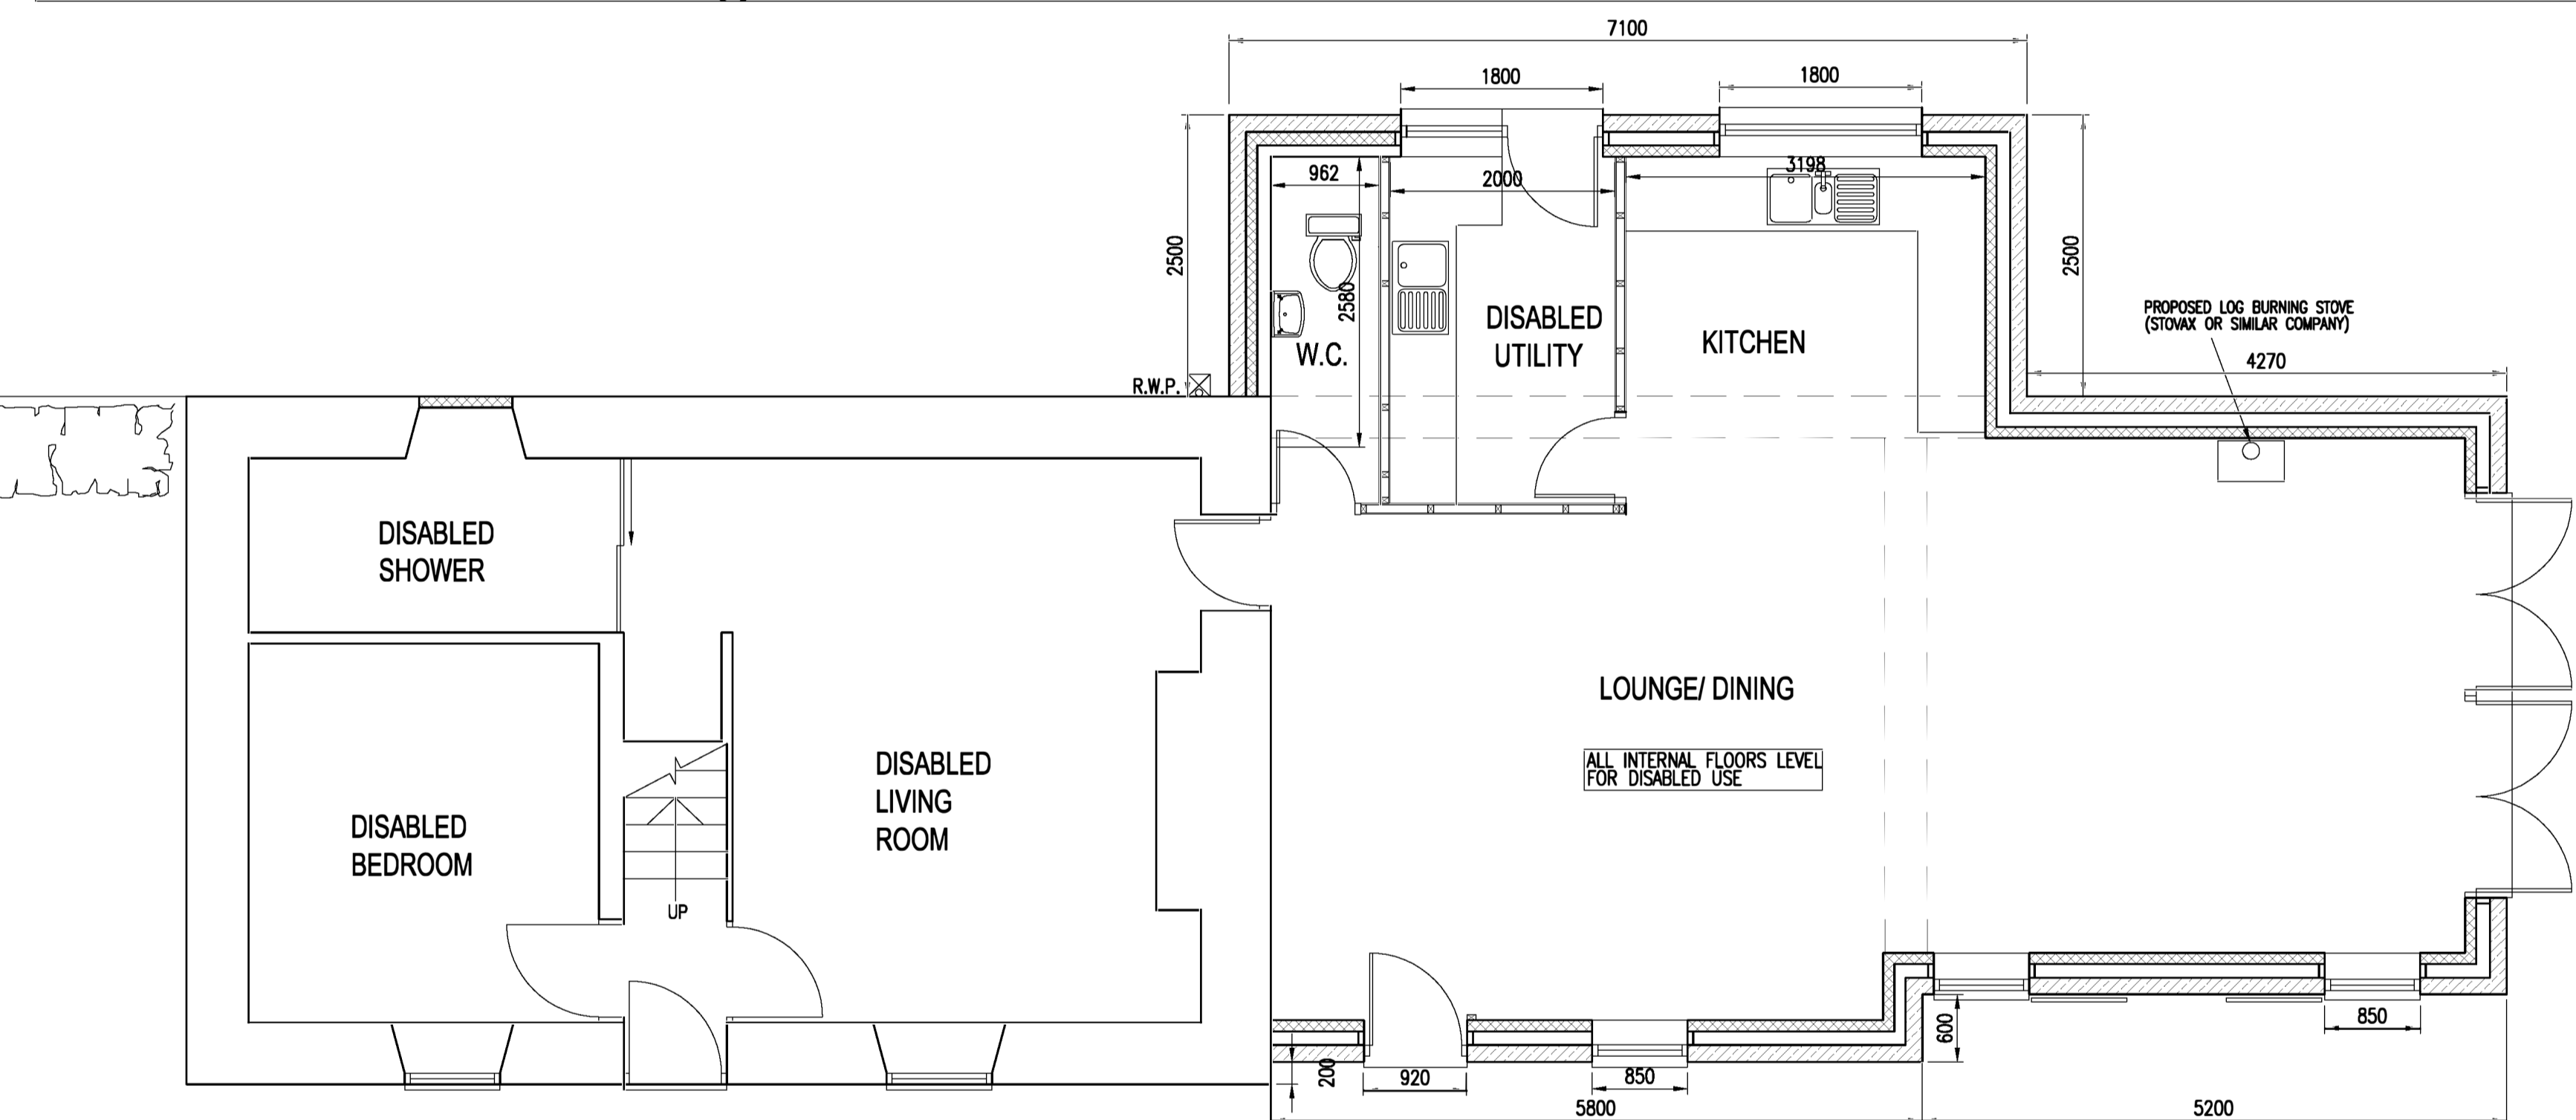 7100
1800
1800
962
2000
3198
2500
2580
2500
DISABLED
UTILITY
KITCHEN
W.C.
PROPOSED LOG BURNING STOVE
(STOVAX OR SIMILAR COMPANY)
4270
R.W.P.
DISABLED
SHOWER
LOUNGE/ DINING
ALL INTERNAL FLOORS LEVEL
FOR DISABLED USE
DISABLED
LIVING
ROOM
DISABLED
BEDROOM
UP
600
850
200
920
850
5800
5200